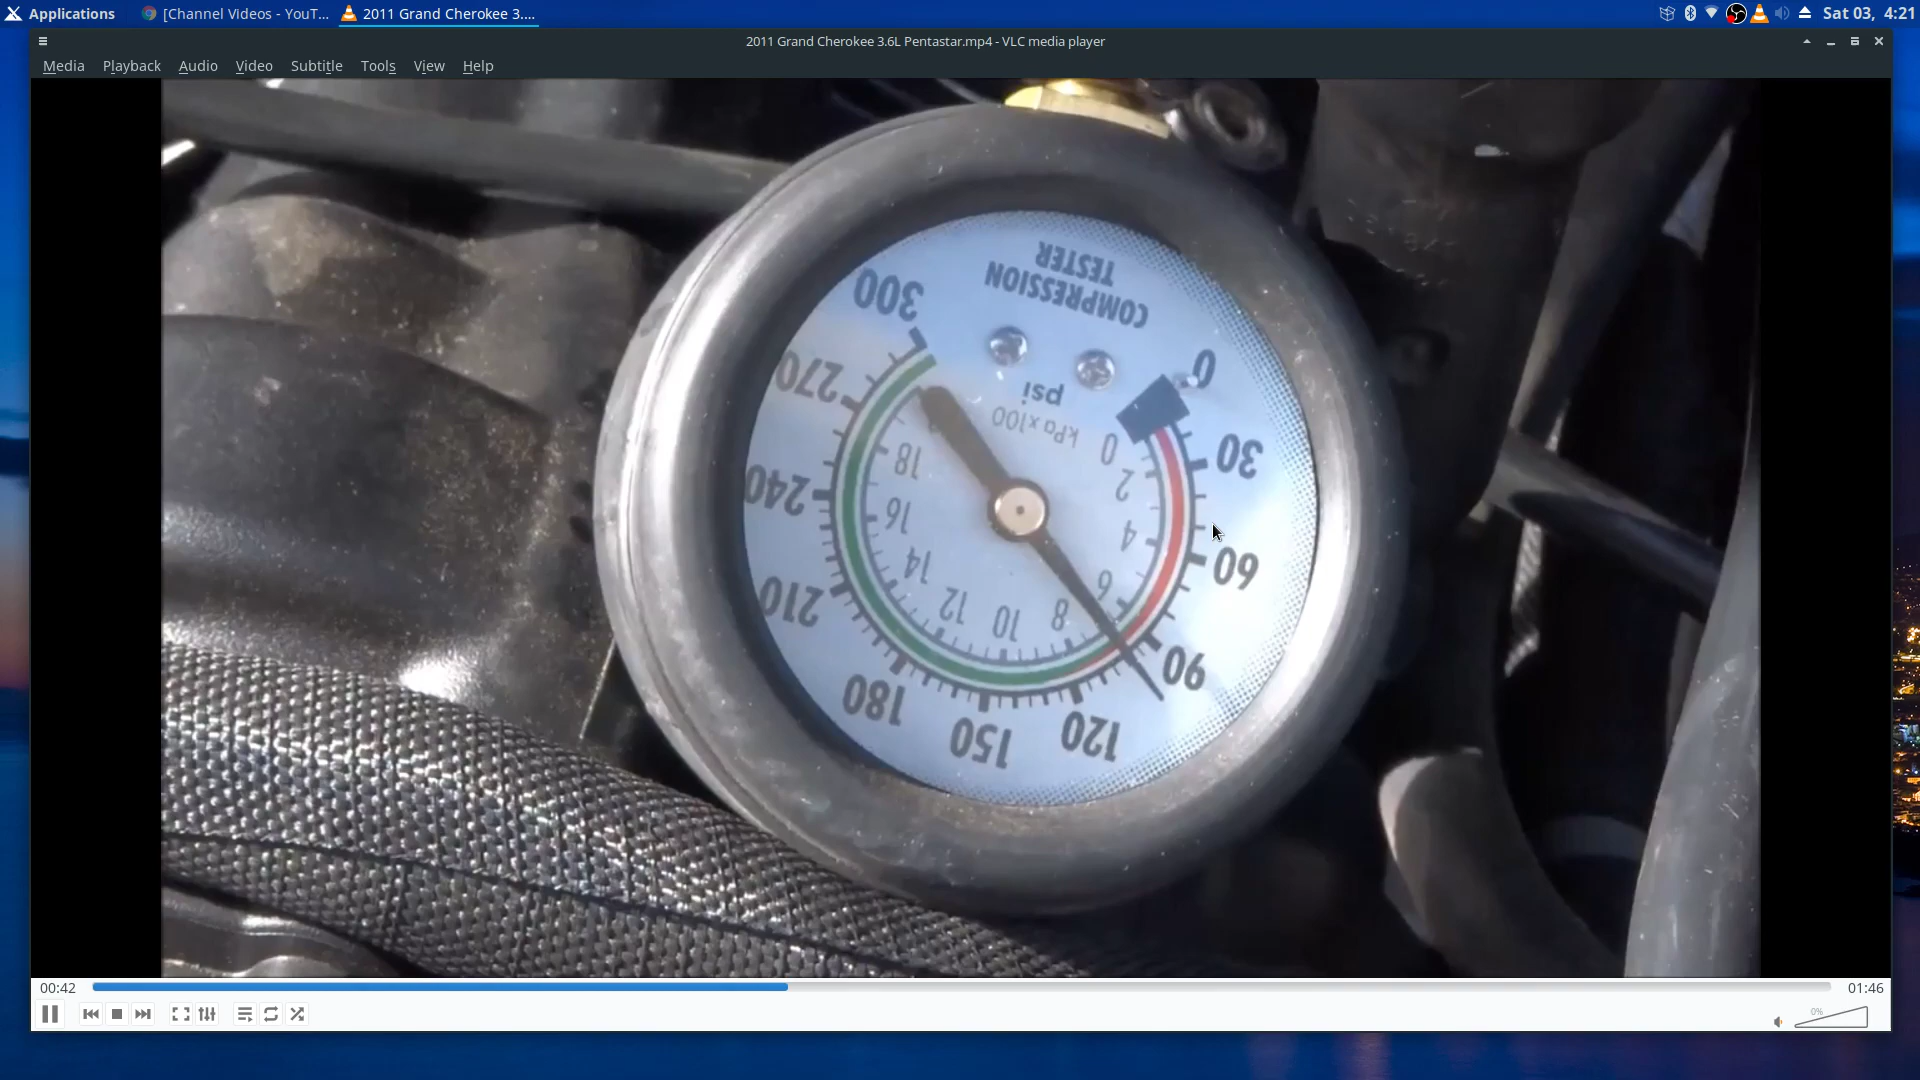 Applications
[Channel Videos - YouT...
2011 Grand Cherokee 3....
Sat 03, 4:21
2011 Grand Cherokee 3.6L Pentastar.mp4 - VLC media player
Media Playback Audio Video Subtitle Tools View Help
COMPRESSION
TESTER
psi
kPax100
0
30
60
90
120
150
180
210
240
270
300
0
2
4
6
8
10
12
14
16
18
00:42
01:46
0%